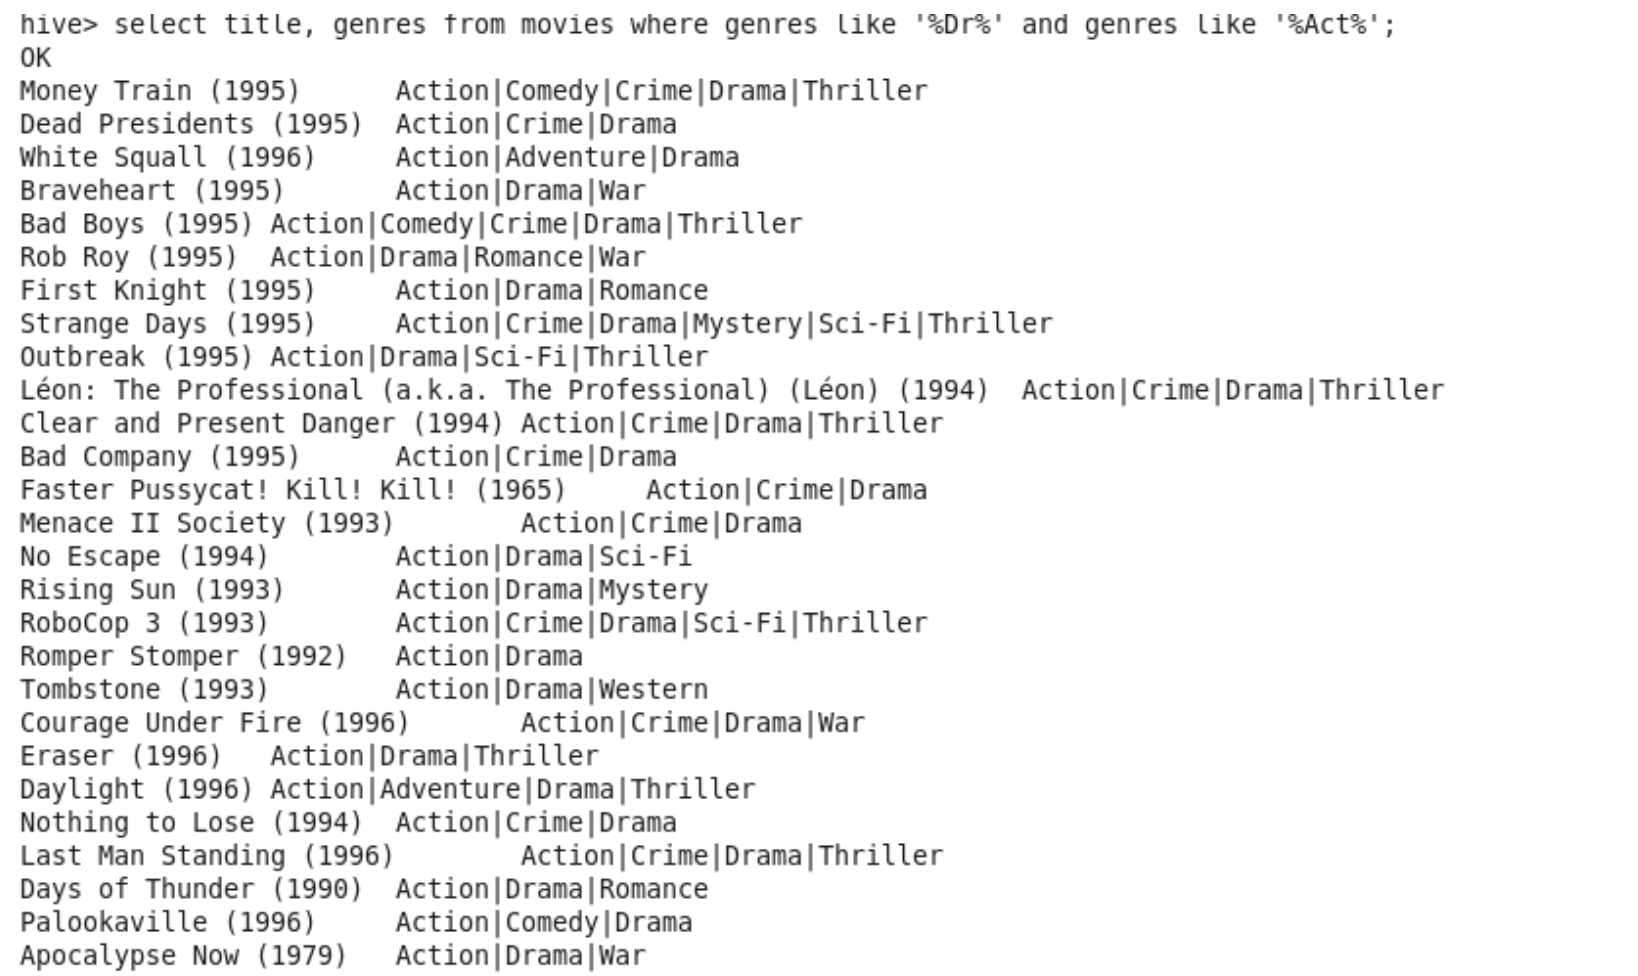 hive> select title, genres from movies where genres like '%Dr%' and genres like '%Act%';
OK
Money Train (1995)      Action|Comedy|Crime|Drama|Thriller
Dead Presidents (1995)  Action|Crime|Drama
White Squall (1996)     Action|Adventure|Drama
Braveheart (1995)       Action|Drama|War
Bad Boys (1995) Action|Comedy|Crime|Drama|Thriller
Rob Roy (1995)  Action|Drama|Romance|War
First Knight (1995)     Action|Drama|Romance
Strange Days (1995)     Action|Crime|Drama|Mystery|Sci-Fi|Thriller
Outbreak (1995) Action|Drama|Sci-Fi|Thriller
Léon: The Professional (a.k.a. The Professional) (Léon) (1994)  Action|Crime|Drama|Thriller
Clear and Present Danger (1994) Action|Crime|Drama|Thriller
Bad Company (1995)      Action|Crime|Drama
Faster Pussycat! Kill! Kill! (1965)     Action|Crime|Drama
Menace II Society (1993)        Action|Crime|Drama
No Escape (1994)        Action|Drama|Sci-Fi
Rising Sun (1993)       Action|Drama|Mystery
RoboCop 3 (1993)        Action|Crime|Drama|Sci-Fi|Thriller
Romper Stomper (1992)   Action|Drama
Tombstone (1993)        Action|Drama|Western
Courage Under Fire (1996)       Action|Crime|Drama|War
Eraser (1996)   Action|Drama|Thriller
Daylight (1996) Action|Adventure|Drama|Thriller
Nothing to Lose (1994)  Action|Crime|Drama
Last Man Standing (1996)        Action|Crime|Drama|Thriller
Days of Thunder (1990)  Action|Drama|Romance
Palookaville (1996)     Action|Comedy|Drama
Apocalypse Now (1979)   Action|Drama|War